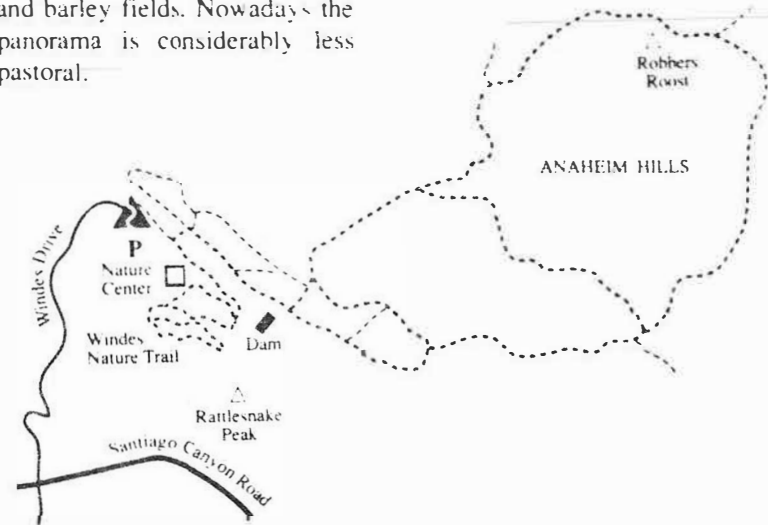 and barley fields. Nowadays the
panorama is considerably less
pastoral.
Robbers
Roost
ANAHEIM HILLS
P
Nature
Center
Windes Drive
Windes
Nature Trail
Dam
Rattlesnake
Peak
Santiago Canyon Road